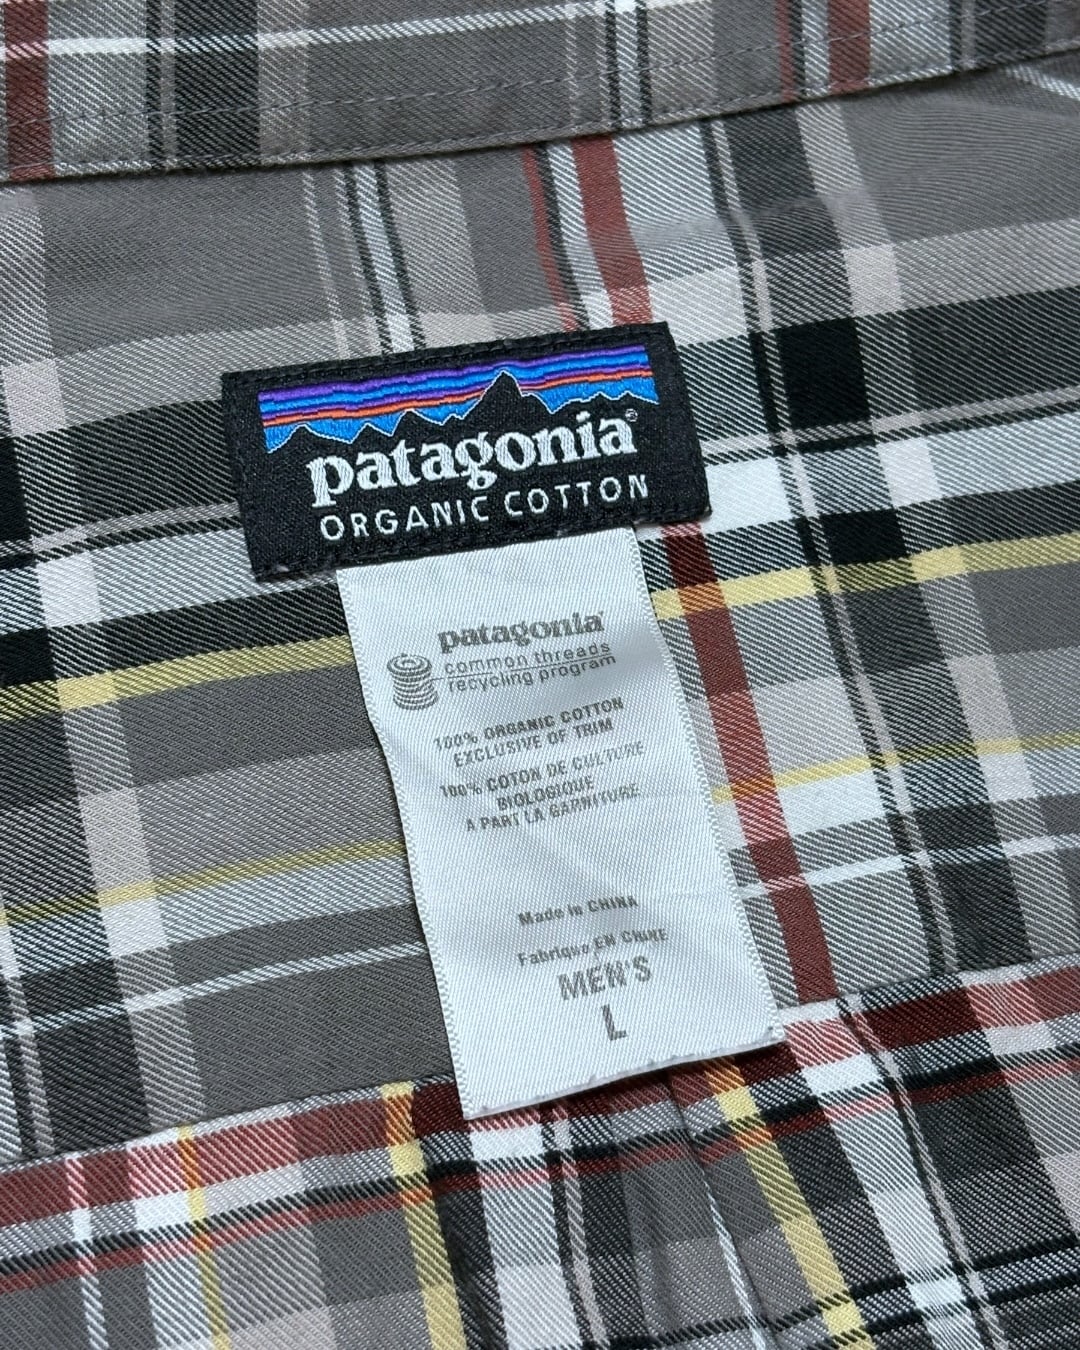 patagonia®
ORGANIC COTTON
patagonia®
common threads
recycling program
100% ORGANIC COTTON
EXCLUSIVE OF TRIM
100% COTON DE CULTURE
BIOLOGIQUE
A PART LA GARNITURE
Made in CHINA
Fabrique EN CHINE
MEN'S
L